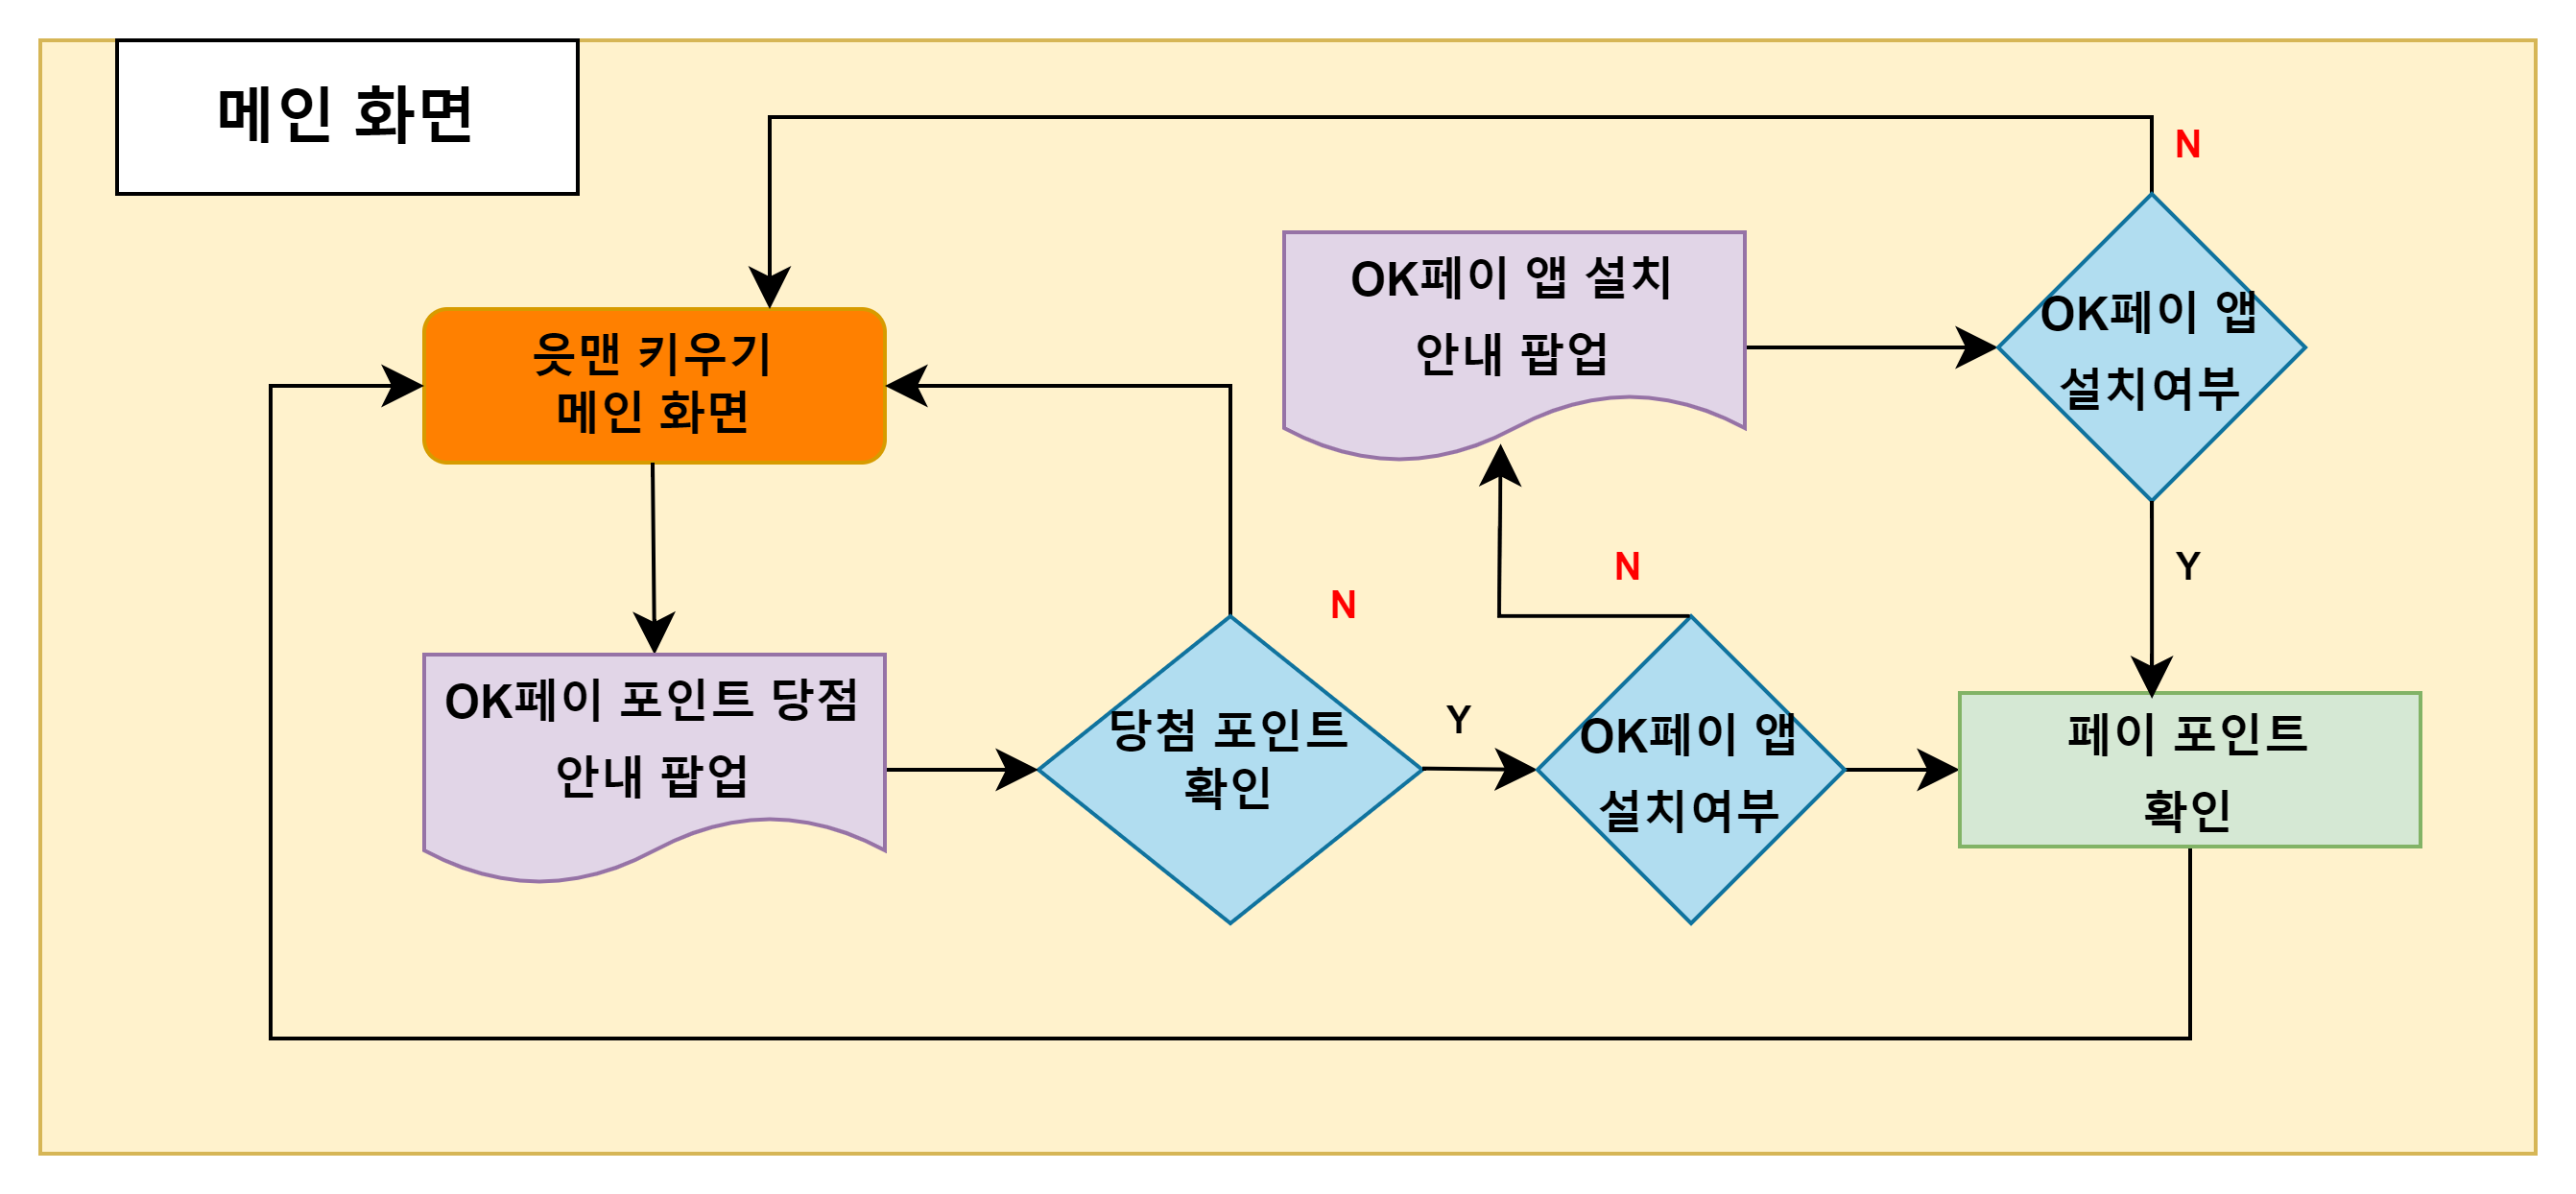 메인 화면
N
OK페이 앱 설치
안내 팝업
OK페이 앱
설치여부
읏맨 키우기
메인 화면
N
N
Y
OK페이 포인트 당점
안내 팝업
당첨 포인트
확인
Y
OK페이 앱
설치여부
페이 포인트
확인